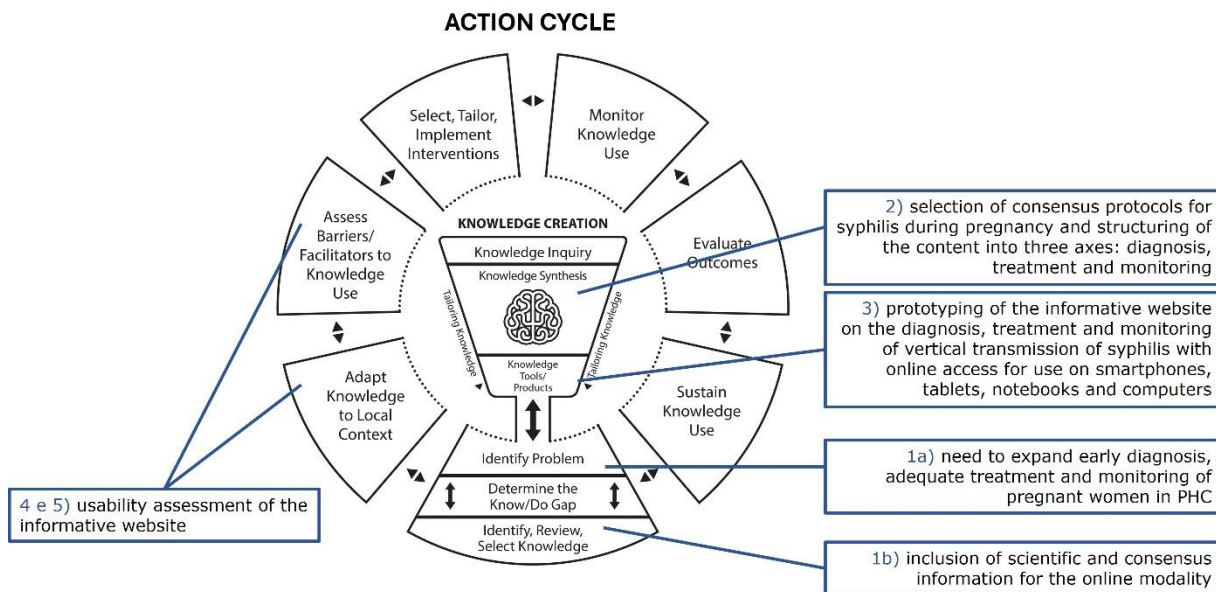 ACTION CYCLE
Select, Tailor,
Implement
Interventions
Monitor
Knowledge
Use
Assess
Barriers/
Facilitators to
Knowledge
Use
KNOWLEDGE CREATION
Knowledge Inquiry
Knowledge Synthesis
Tailoring Knowledge
Tailoring Knowledge
Knowledge
Tools/
Products
Evaluate
Outcomes
Adapt
Knowledge
to Local
Context
Sustain
Knowledge
Use
Identify Problem
Determine the
Know/Do Gap
Identify, Review,
Select Knowledge
2) selection of consensus protocols for
syphilis during pregnancy and structuring of
the content into three axes: diagnosis,
treatment and monitoring
3) prototyping of the informative website
on the diagnosis, treatment and monitoring
of vertical transmission of syphilis with
online access for use on smartphones,
tablets, notebooks and computers
1a) need to expand early diagnosis,
adequate treatment and monitoring of
pregnant women in PHC
1b) inclusion of scientific and consensus
information for the online modality
4 e 5) usability assessment of the
informative website